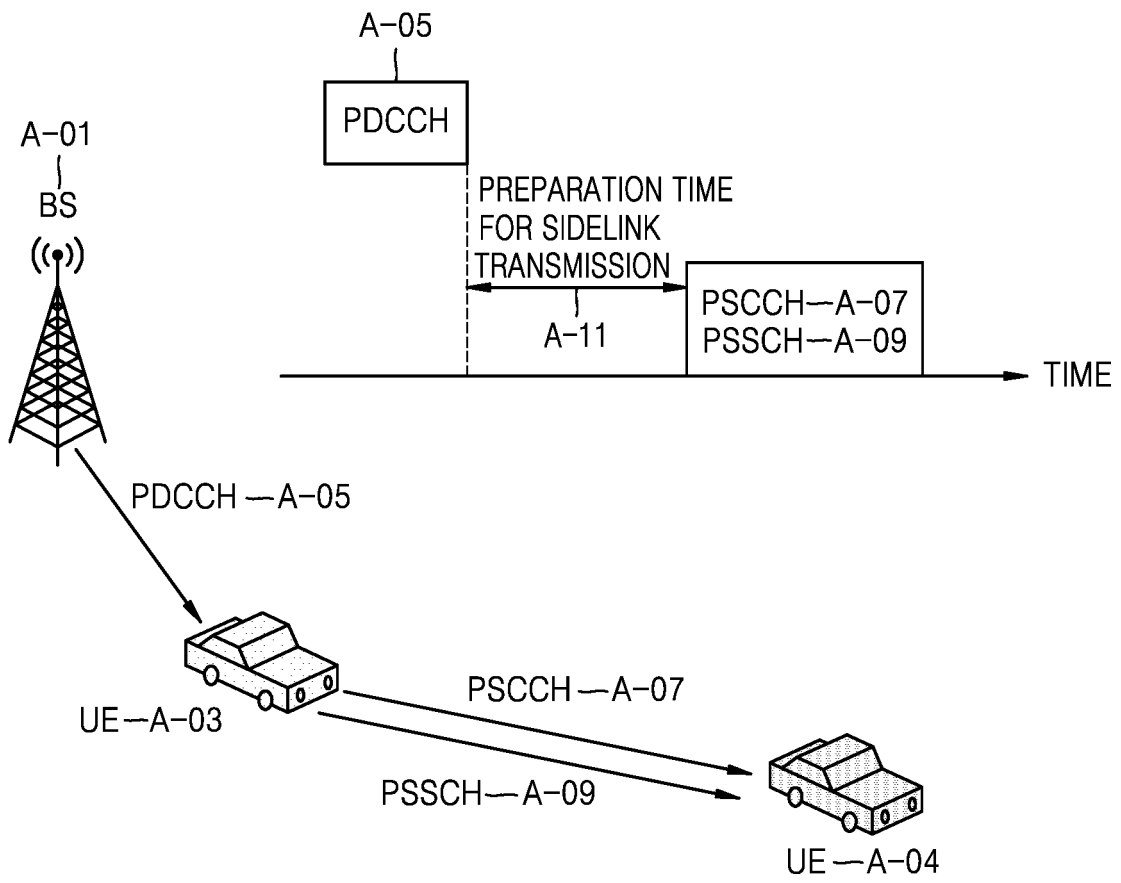 A-05
PDCCH
A-01
BS
PREPARATION TIME
FOR SIDELINK
TRANSMISSION
A-11
PSCCH—A-07
PSSCH—A-09
TIME
PDCCH—A-05
UE—A-03
PSCCH—A-07
PSSCH—A-09
UE—A-04